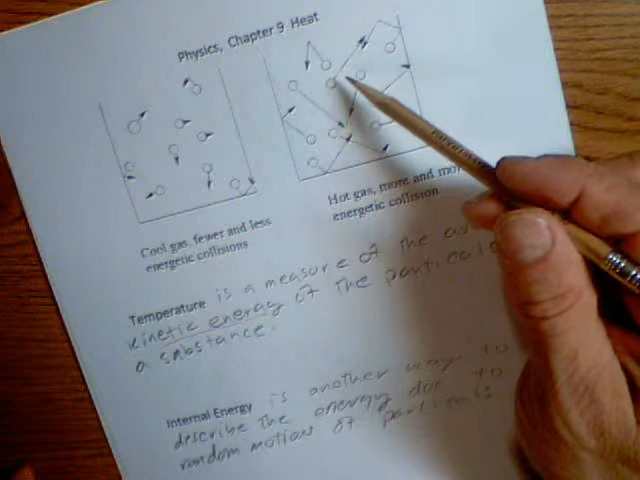 Physics, Chapter 9 Heat
Cool gas, fewer and less
energetic collisions
Hot gas, more and more
energetic collision
Temperature is a measure of the
kinetic energy of the particels
a substance.
Internal Energy is another way to
describe the energy due to
random motion of particels